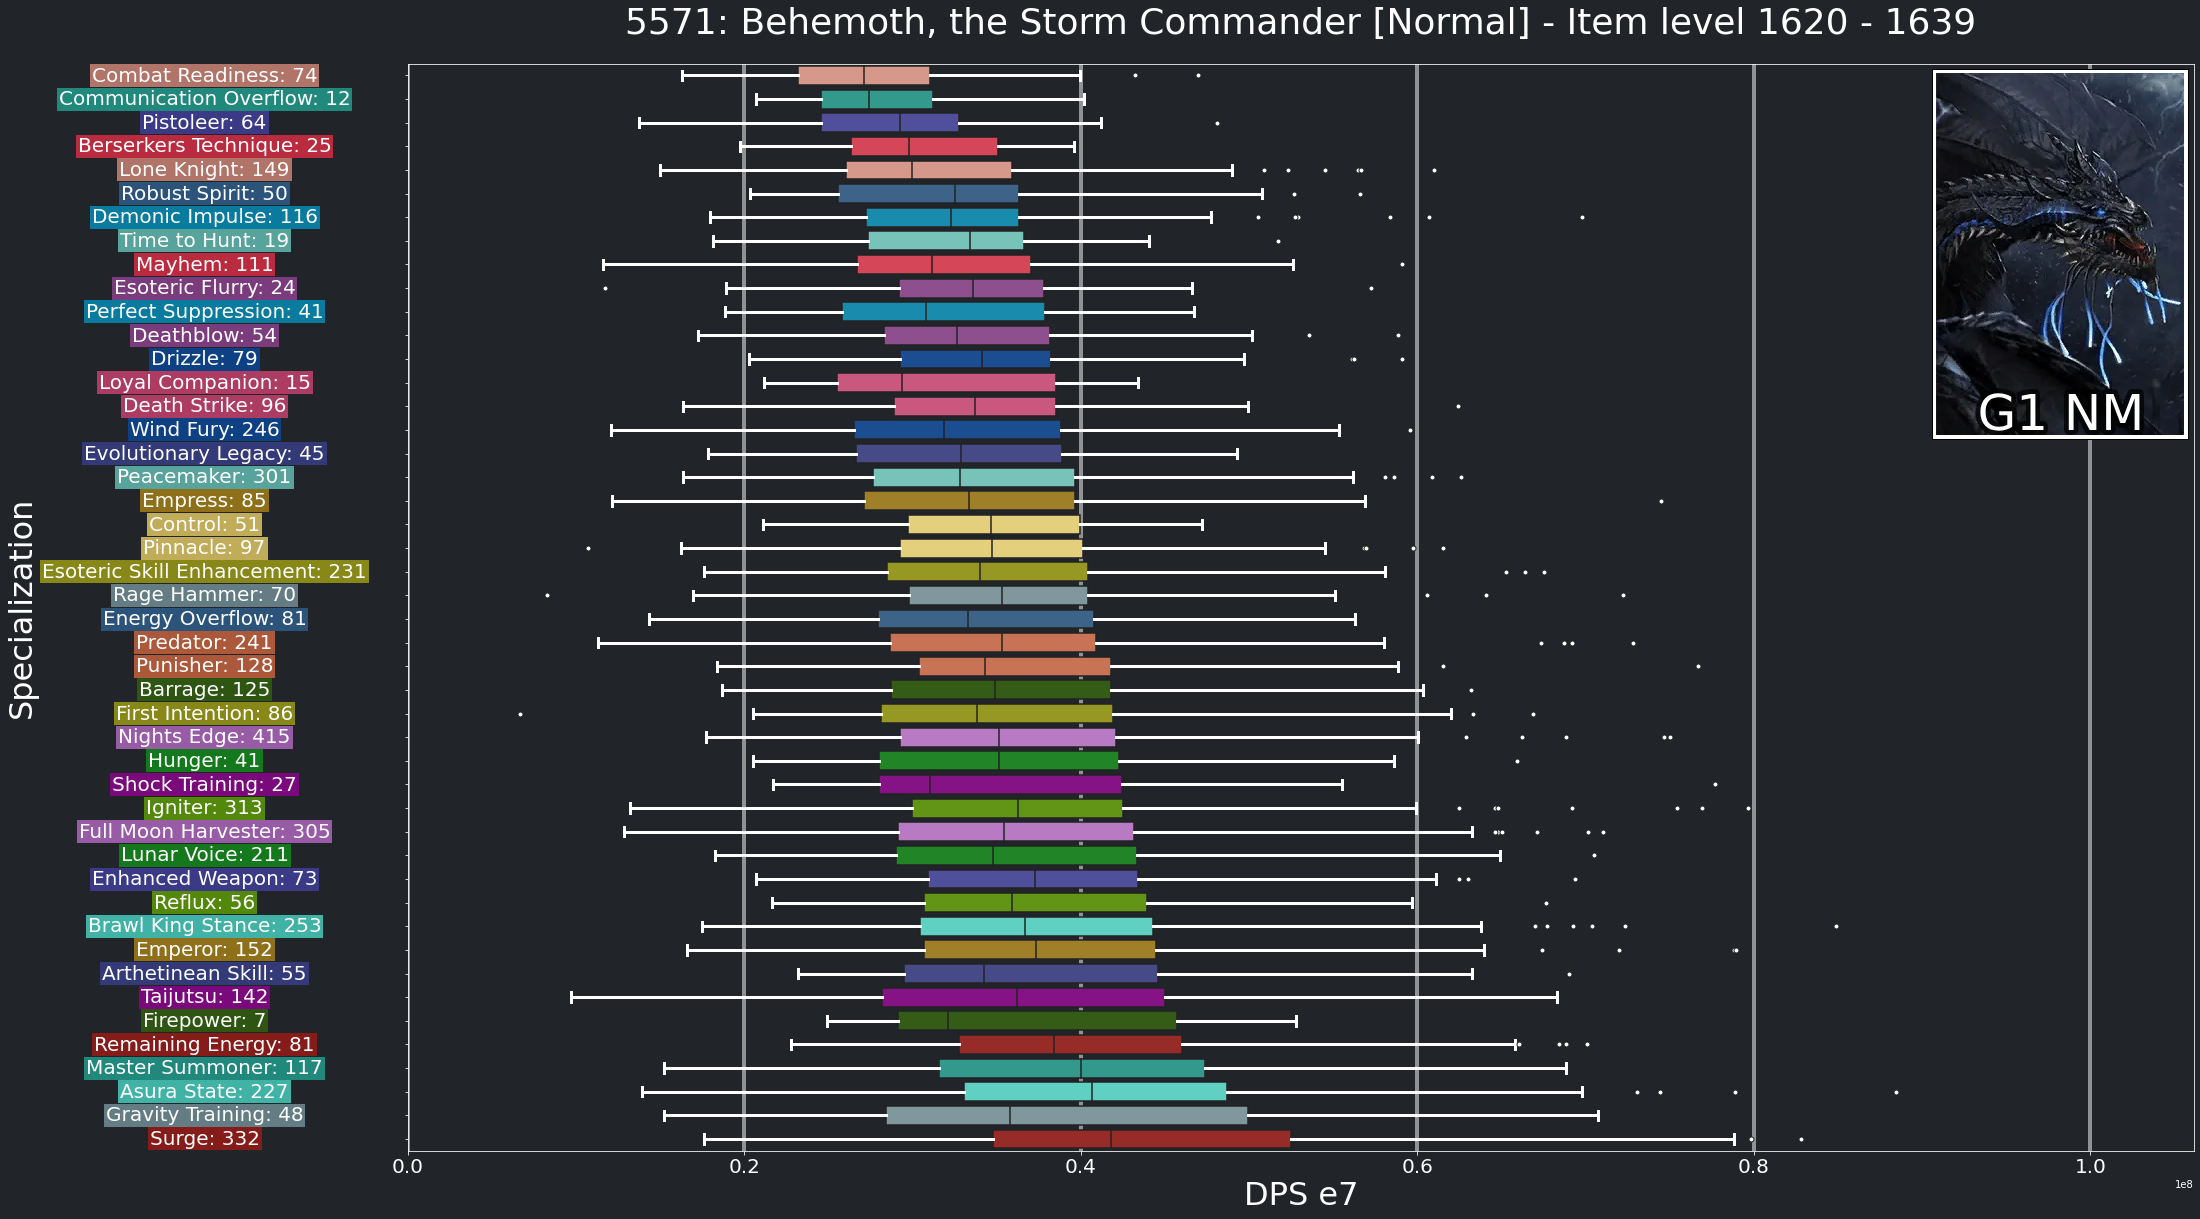 5571: Behemoth, the Storm Commander [Normal] - Item level 1620 - 1639
Combat Readiness: 74
Communication Overflow: 12
Pistoleer: 64
Berserkers Technique: 25
Lone Knight: 149
Robust Spirit: 50
Demonic Impulse: 116
Time to Hunt: 19
Mayhem: 111
Esoteric Flurry: 24
Perfect Suppression: 41
Deathblow: 54
Drizzle: 79
Loyal Companion: 15
Death Strike: 96
Wind Fury: 246
Evolutionary Legacy: 45
Peacemaker: 301
Empress: 85
Control: 51
Pinnacle: 97
Esoteric Skill Enhancement: 231
Rage Hammer: 70
Energy Overflow: 81
Predator: 241
Punisher: 128
Barrage: 125
First Intention: 86
Nights Edge: 415
Hunger: 41
Shock Training: 27
Igniter: 313
Full Moon Harvester: 305
Lunar Voice: 211
Enhanced Weapon: 73
Reflux: 56
Brawl King Stance: 253
Emperor: 152
Arthetinean Skill: 55
Taijutsu: 142
Firepower: 7
Remaining Energy: 81
Master Summoner: 117
Asura State: 227
Gravity Training: 48
Surge: 332
Specialization
G1 NM
0.0 0.2 0.4 0.6 0.8 1.0
1e8
DPS e7